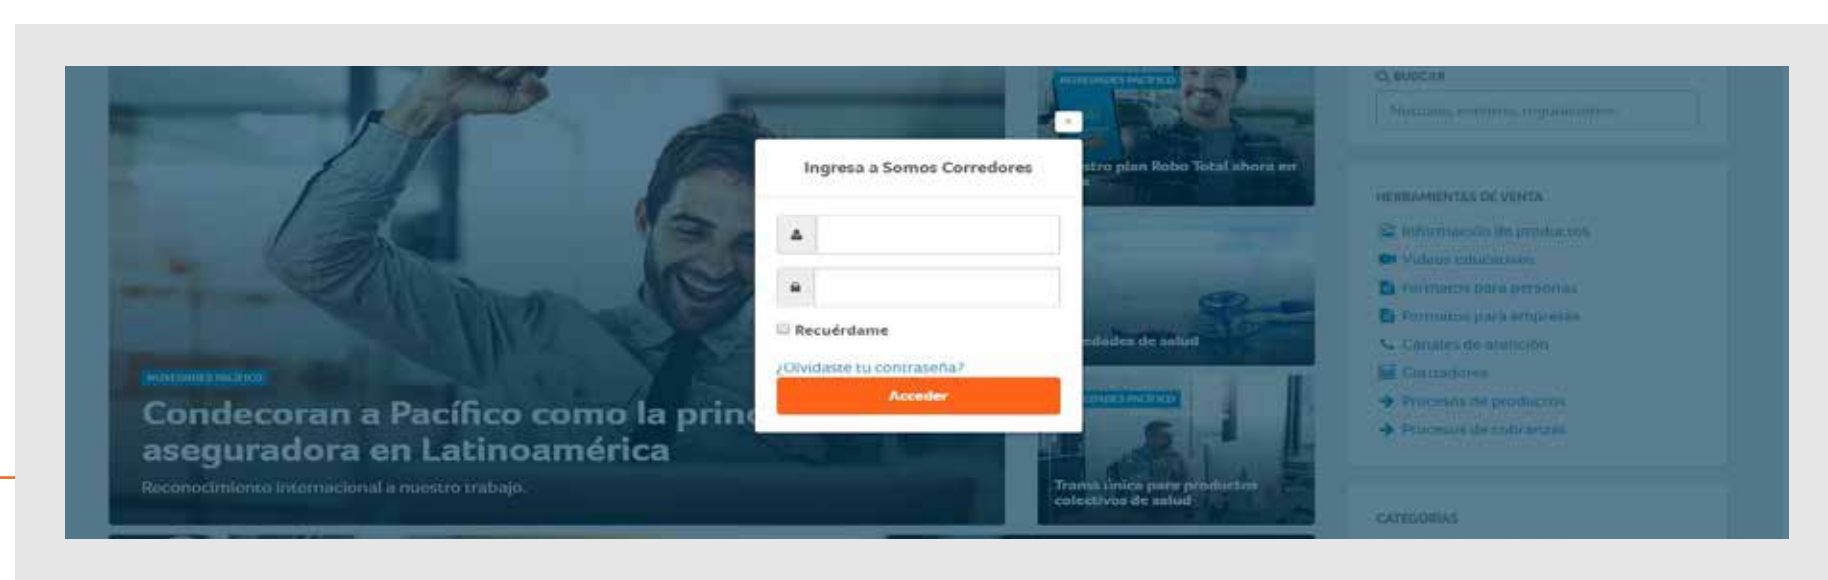 NOVEDADES PACÍFICO
Condecoran a Pacífico como la princ
aseguradora en Latinoamérica
Reconocimiento internacional a nuestro trabajo.
Ingresa a Somos Corredores
Recuérdame
¿Olvidaste tu contraseña?
Acceder
×
NOVEDADES PACÍFICO
stro plan Robo Total ahora en
edades de salud
Trama única para productos
colectivos de salud
BUSCAR
HERRAMIENTAS DE VENTA
Información de productos
Videos educativos
Formatos para personas
Formatos para empresas
Canales de atención
Cotizadores
Procesos de productos
Procesos de cobranzas
CATEGORÍAS